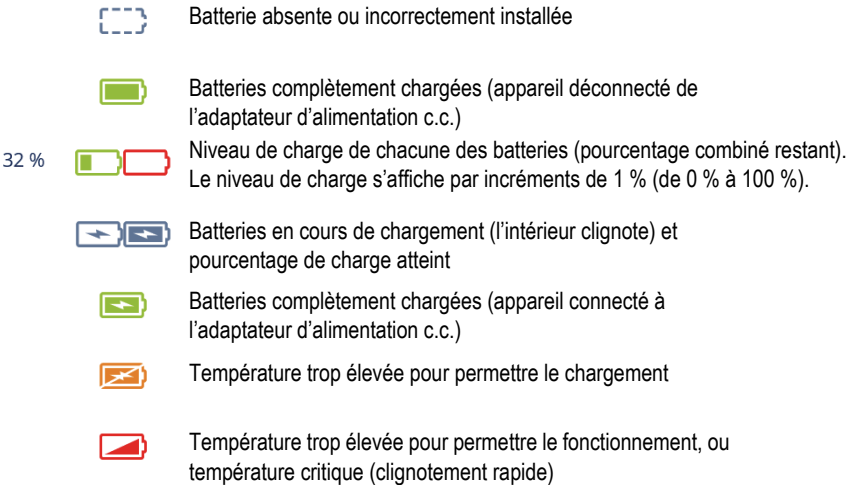 Batterie absente ou incorrectement installée
Batteries complètement chargées (appareil déconnecté de
l’adaptateur d’alimentation c.c.)
32 %
Niveau de charge de chacune des batteries (pourcentage combiné restant).
Le niveau de charge s’affiche par incréments de 1 % (de 0 % à 100 %).
Batteries en cours de chargement (l’intérieur clignote) et
pourcentage de charge atteint
Batteries complètement chargées (appareil connecté à
l’adaptateur d’alimentation c.c.)
Température trop élevée pour permettre le chargement
Température trop élevée pour permettre le fonctionnement, ou
température critique (clignotement rapide)